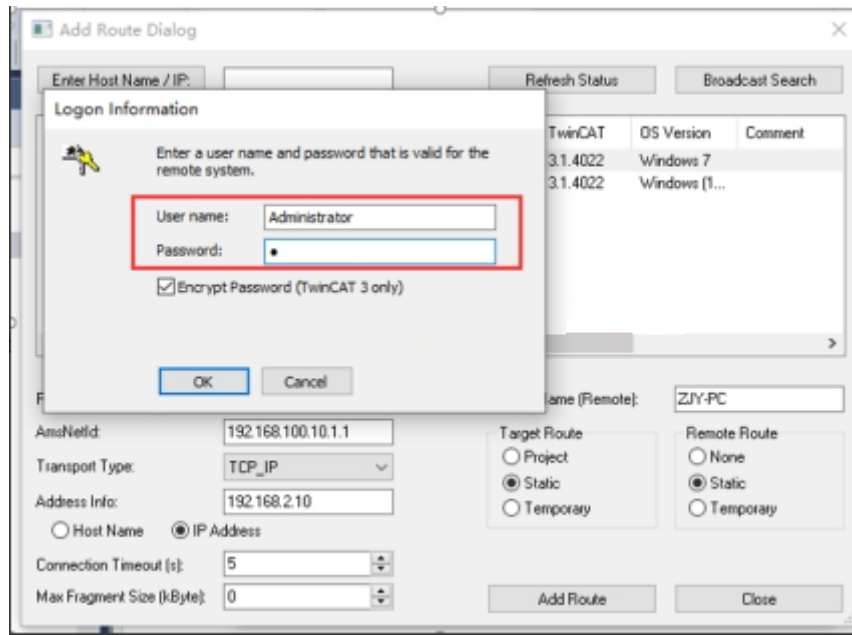 Add Route Dialog
Enter Host Name / IP:
Refresh Status
Broadcast Search
Logon Information
TwinCAT OS Version Comment
Enter a user name and password that is valid for the
remote system.
3.1.4022 Windows 7
3.1.4022 Windows (1...
User name: Administrator
Password: •
Encrypt Password (TwinCAT 3 only)
OK Cancel
ame (Remote): ZJY-PC
AmsNetId: 192.168.100.10.1.1
Target Route Remote Route
Transport Type: TCP_IP
Project None
Static Static
Address Info: 192.168.2.10
Temporary Temporary
Host Name IP Address
Connection Timeout (s): 5
Max Fragment Size (kByte): 0
Add Route Close